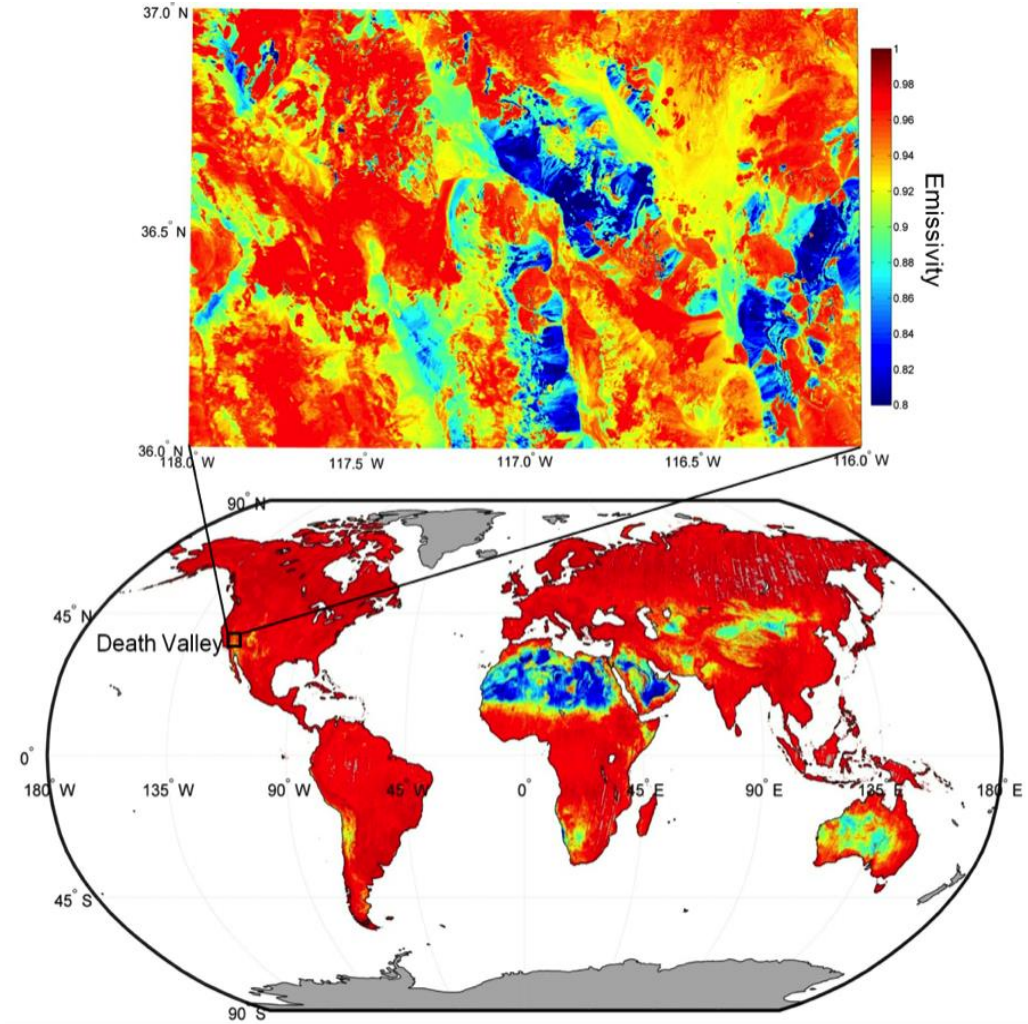 37.0° N
36.5° N
36.0° N
118.0° W
117.5° W
117.0° W
116.5° W
116.0° W
1
0.98
0.96
0.94
0.92
0.9
0.88
0.86
0.84
0.82
0.8
Emissivity
90° N
45° N
Death Valley
0°
180° W
135° W
90° W
45° W
0°
45° E
90° E
135° E
180° E
45° S
90° S